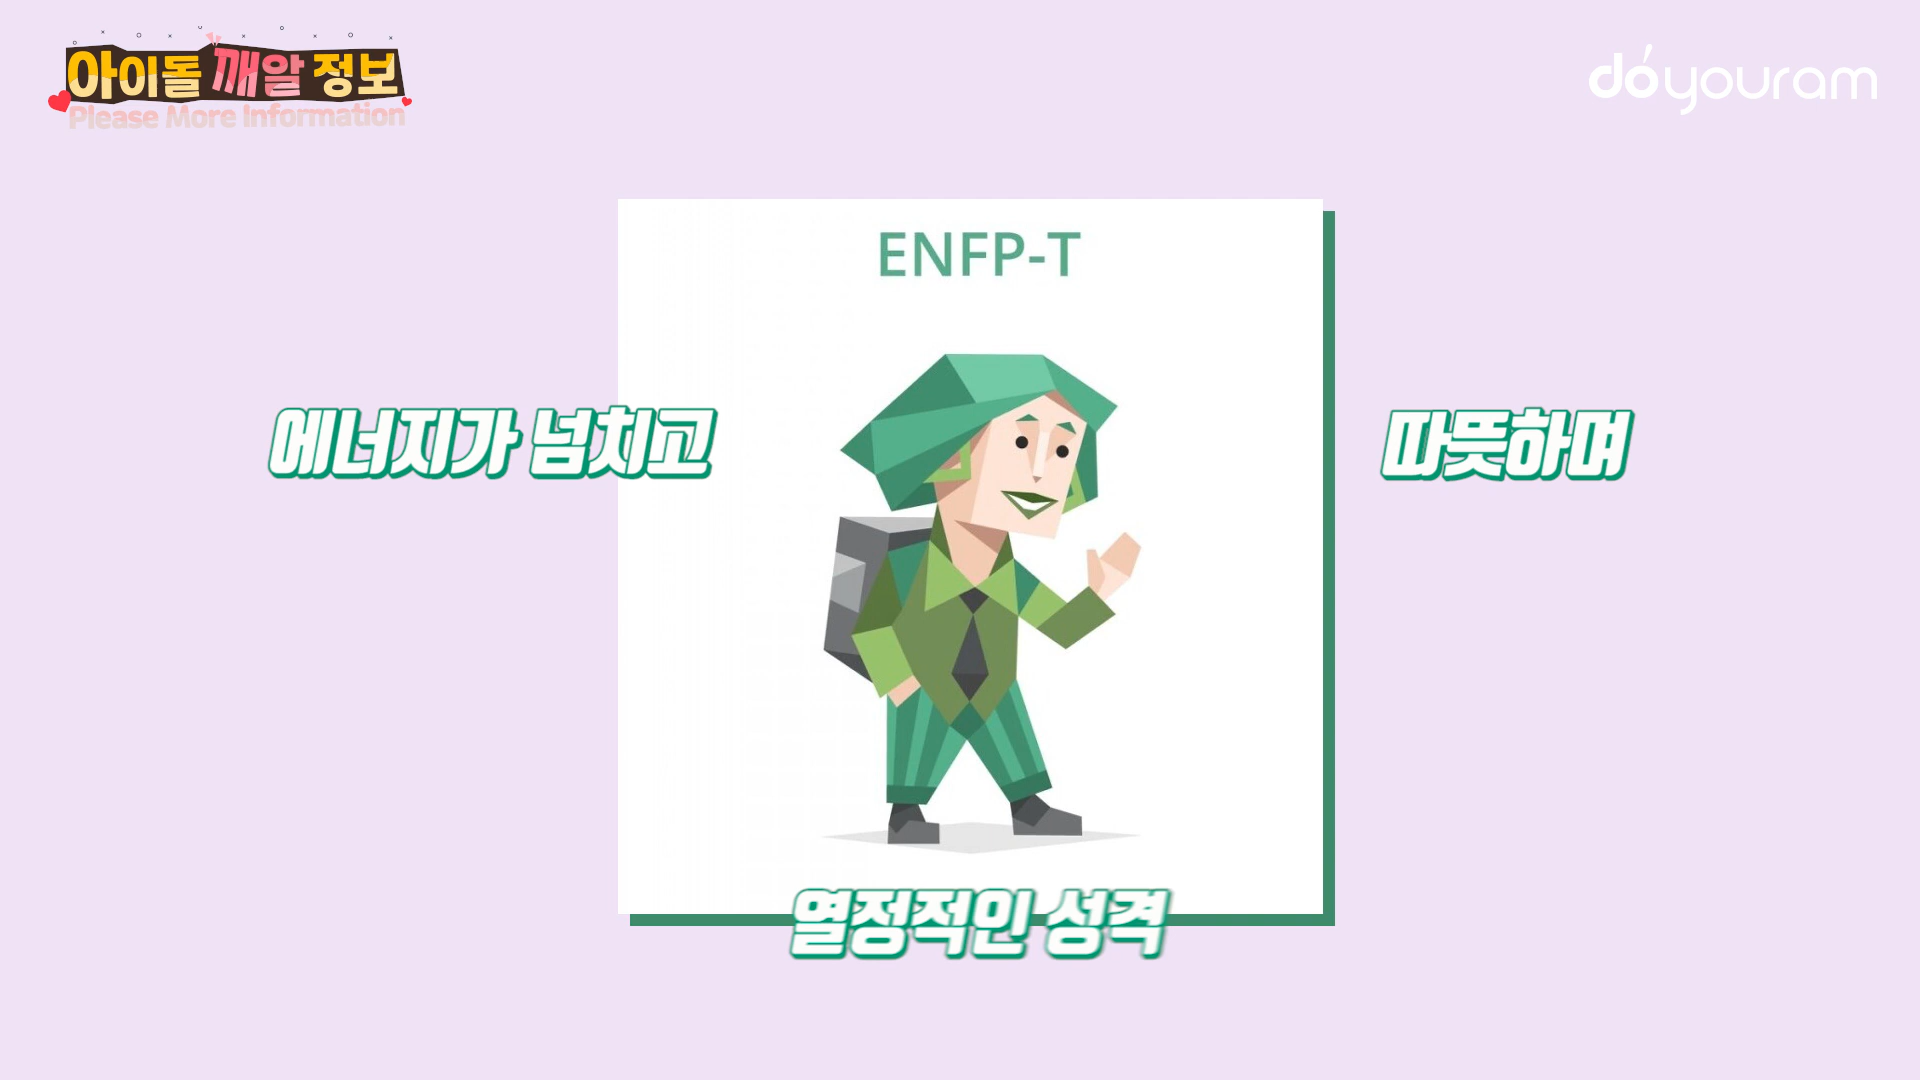 아이돌 깨알 정보
Please More Information
doyouram
ENFP-T
에너지가 넘치고
따뜻하며
열정적인 성격